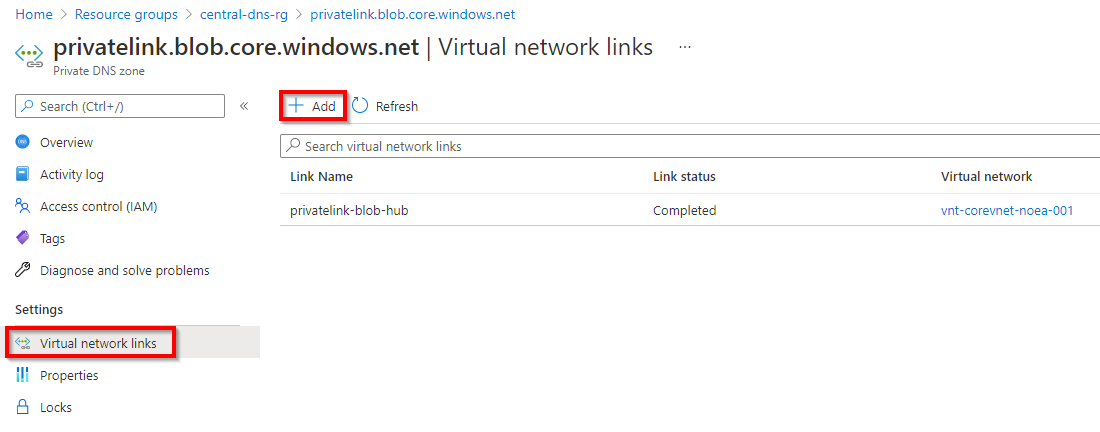 Home > Resource groups > central-dns-rg > privatelink.blob.core.windows.net
privatelink.blob.core.windows.net | Virtual network links ...
Private DNS zone
Search (Ctrl+/) «
Overview
Activity log
Access control (IAM)
Tags
Diagnose and solve problems
Settings
Virtual network links
Properties
Locks
Add Refresh
Search virtual network links
Link Name Link status Virtual network
privatelink-blob-hub Completed vnt-corevnet-noea-001